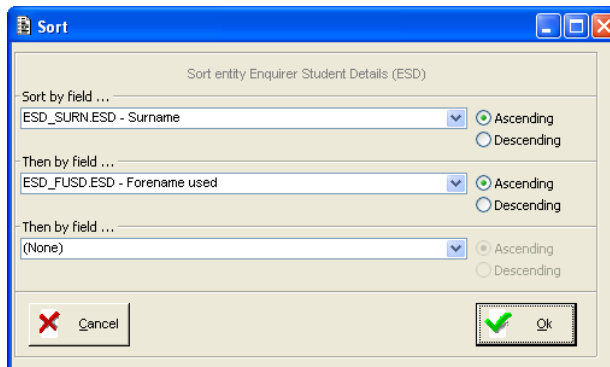 Sort
Sort entity Enquirer Student Details (ESD)
Sort by field ...
ESD_SURN.ESD - Surname
Ascending
Descending
Then by field ...
ESD_FUSD.ESD - Forename used
Ascending
Descending
Then by field ...
(None)
Ascending
Descending
Cancel
Ok